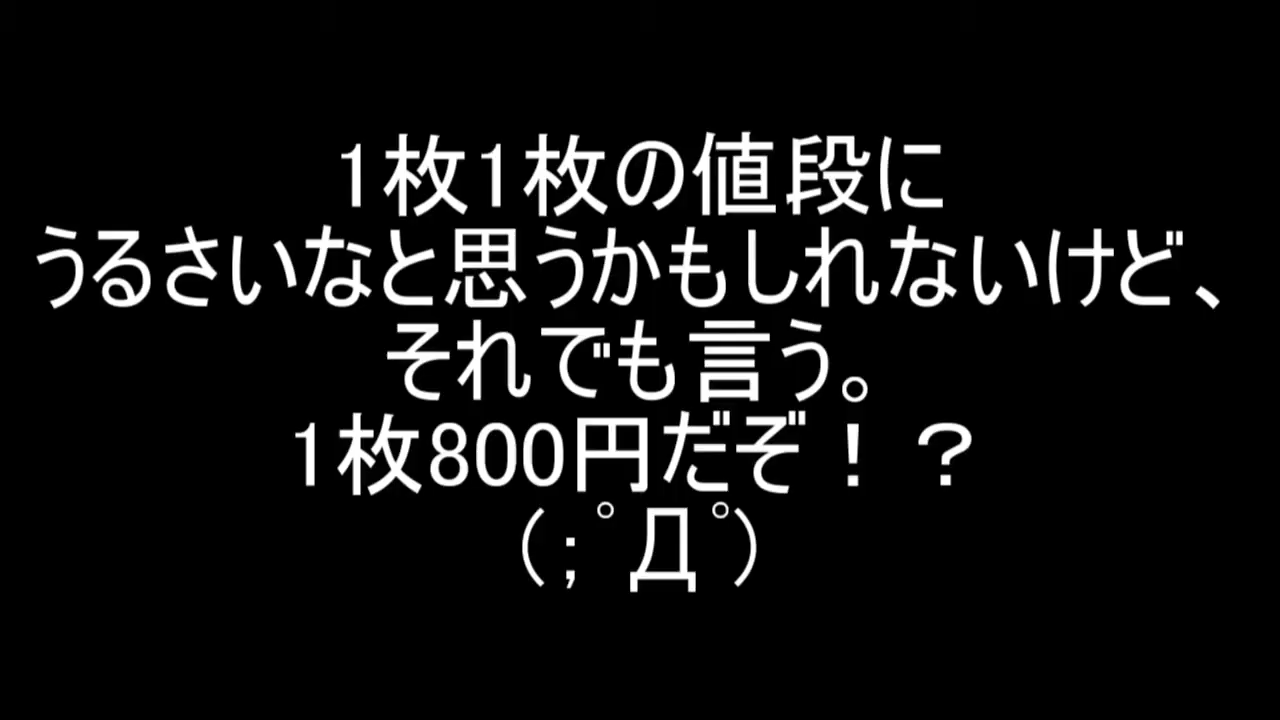 1枚1枚の値段に
うるさいなと思うかもしれないけど、
それでも言う。
1枚800円だぞ！？
(;ﾟДﾟ)